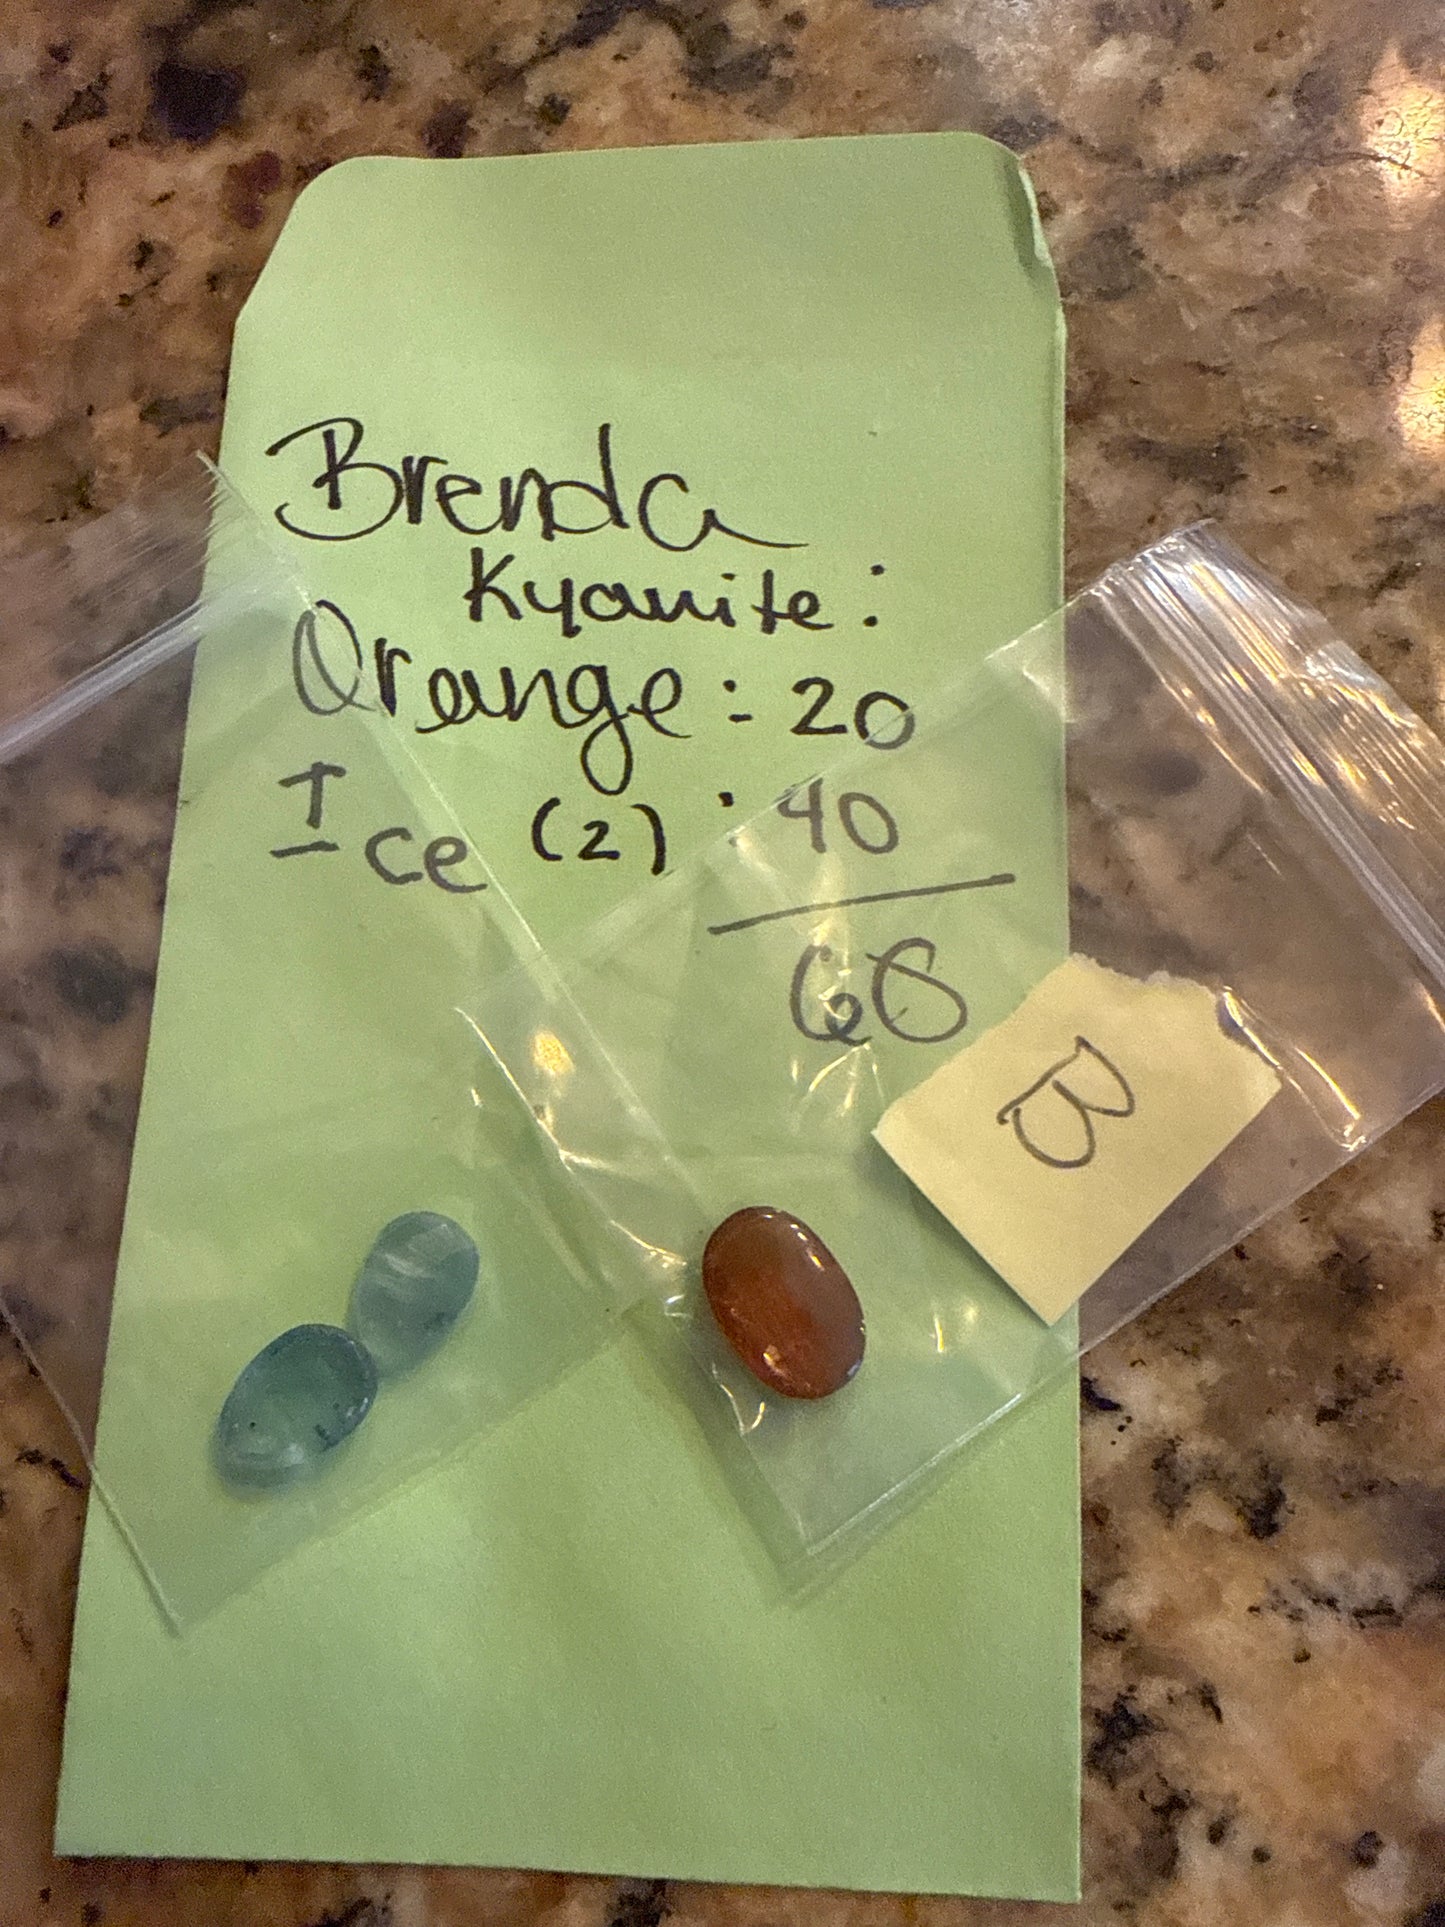 Brenda
Kyanite:
Orange: 20
Ice (2): 40
60
B